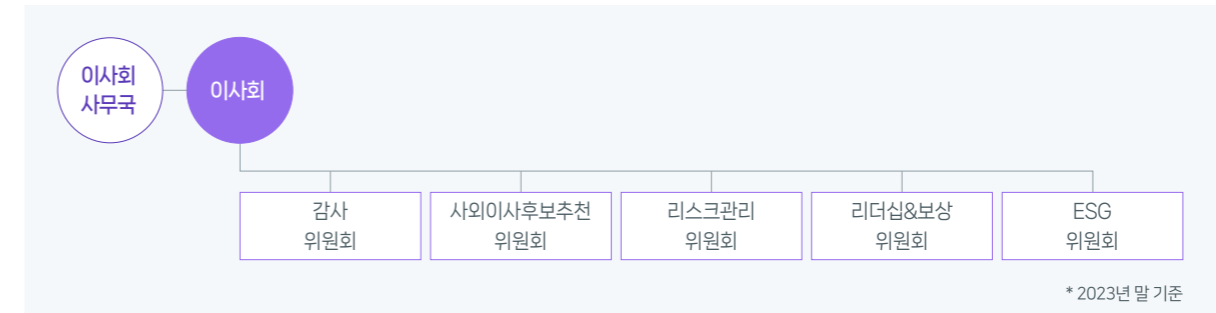 이사회
사무국
이사회
감사
위원회
사외이사후보추천
위원회
리스크관리
위원회
리더십&보상
위원회
ESG
위원회
* 2023년 말 기준